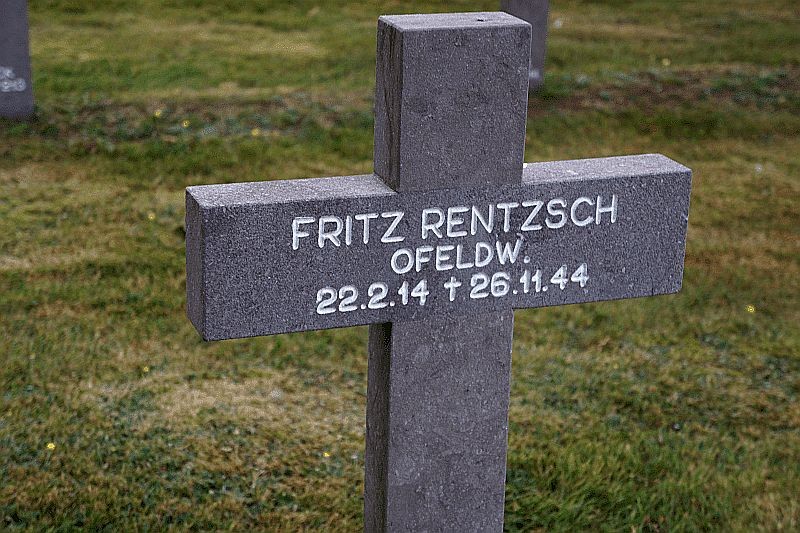 FRITZ RENTZSCH
OFELDW.
22.2.14 † 26.11.44